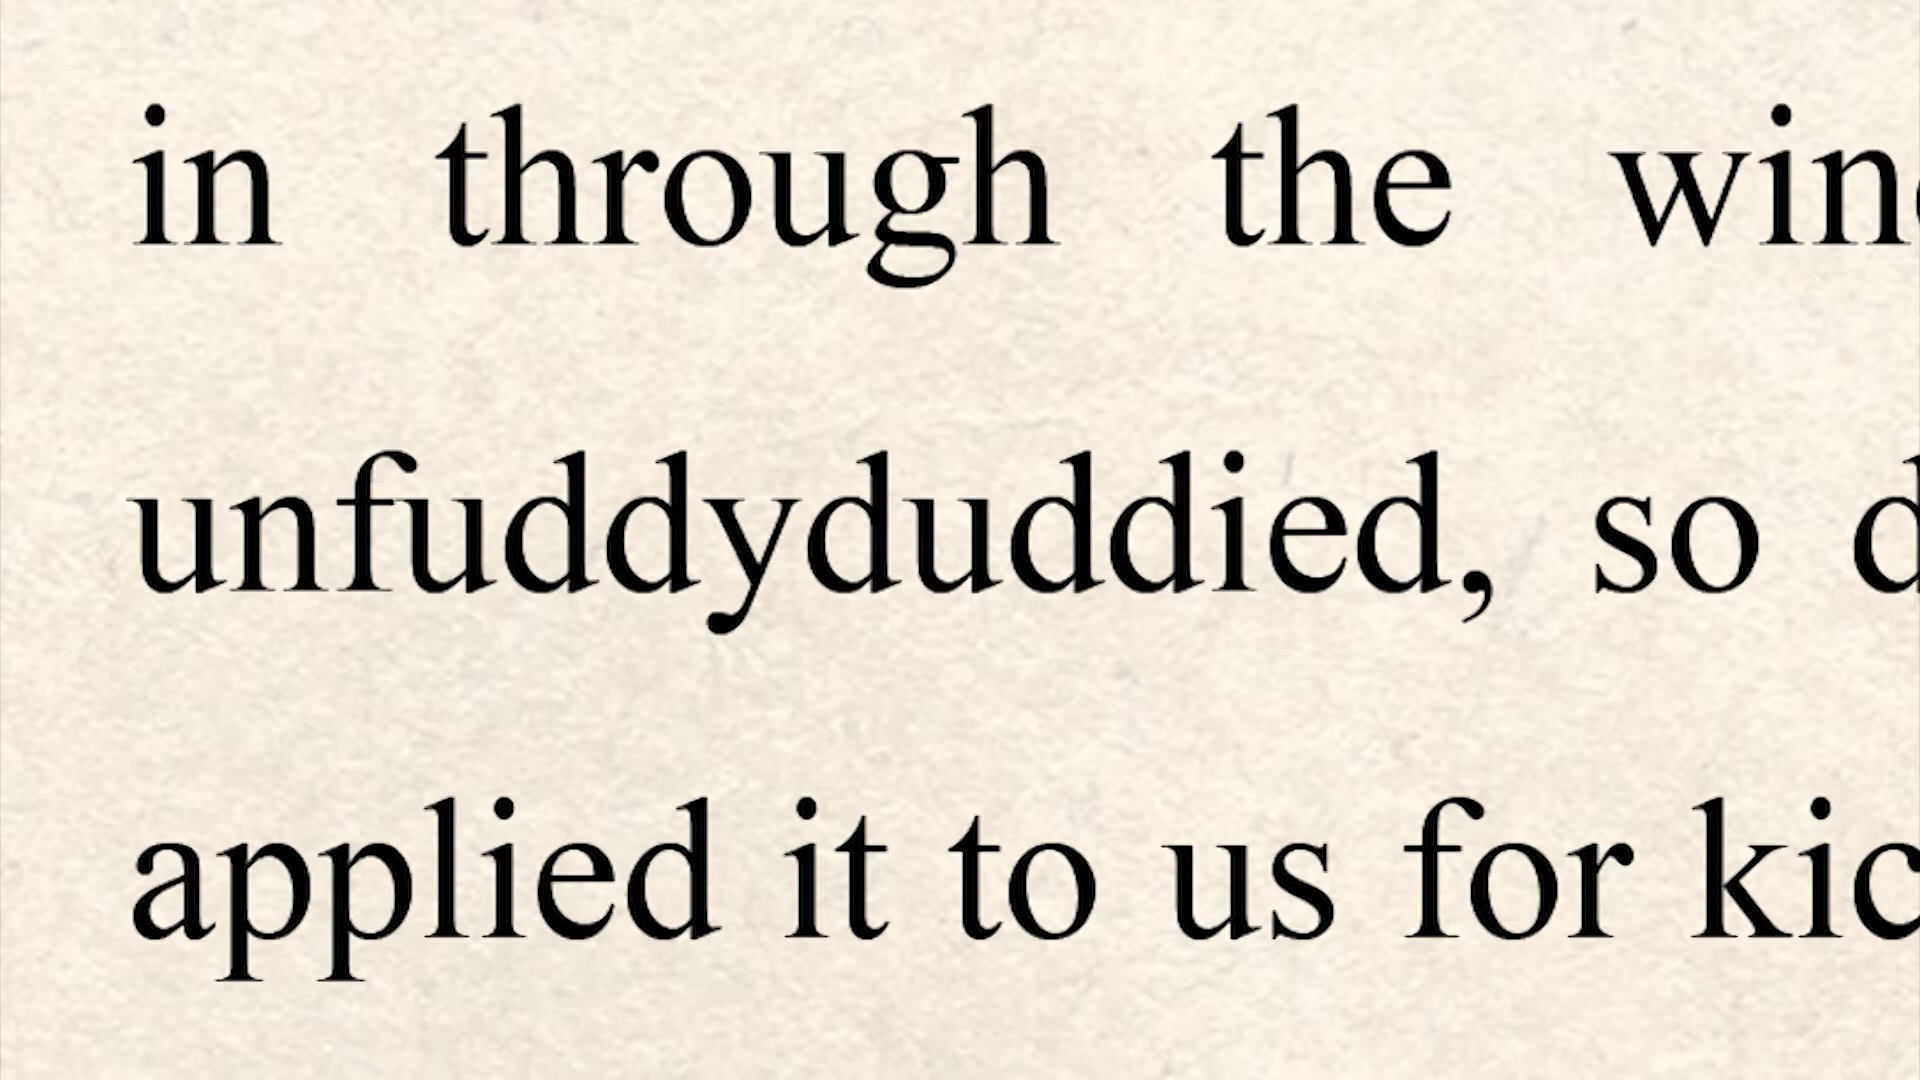 in through the
unfuddyduddied, so
applied it to us for